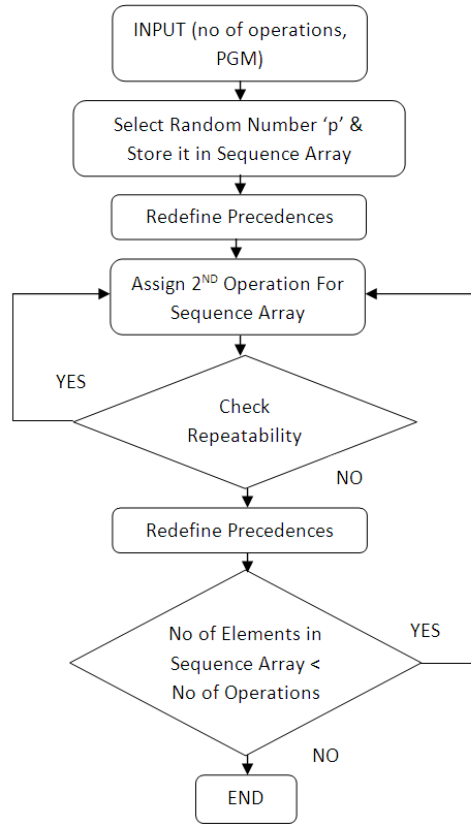 INPUT (no of operations,
PGM)
Select Random Number ‘p’ &
Store it in Sequence Array
Redefine Precedences
Assign 2ND Operation For
Sequence Array
YES
Check
Repeatability
NO
Redefine Precedences
No of Elements in
Sequence Array <
No of Operations
YES
NO
END